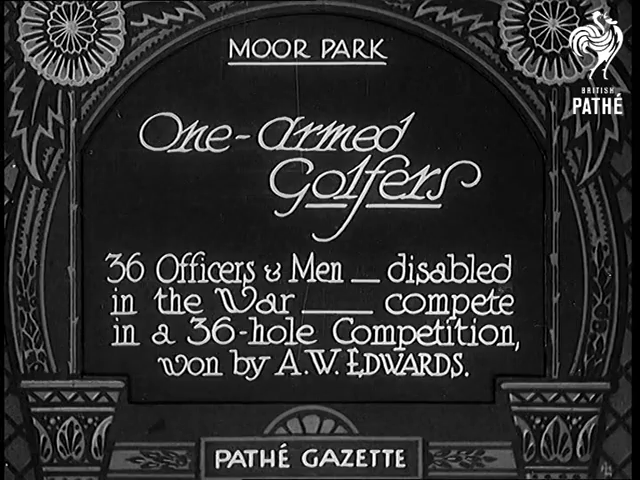 MOOR PARK
BRITISH
PATHÉ
One-Armed
Golfers
36 Officers & Men — disabled
in the War —— compete
in a 36-hole Competition,
won by A.W. EDWARDS.
PATHÉ GAZETTE